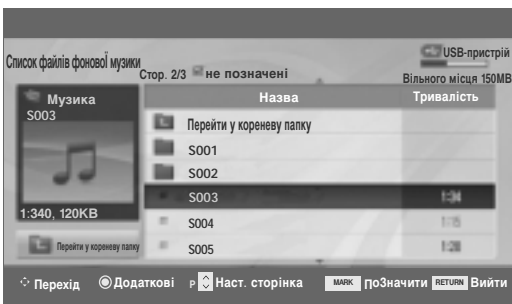 USB-пристрій
Список файлів фонової музики
Стор. 2/3 не позначені
Вільного місця 150MB
Музика
S003
1:340, 120KB
Перейти у кореневу папку
Назва Тривалість
Перейти у кореневу папку
S001
S002
S003 1:34
S004 1:15
S005 1:28
Перехід Додаткові P Наст. сторінка MARK ПоЗначити RETURN Вийти